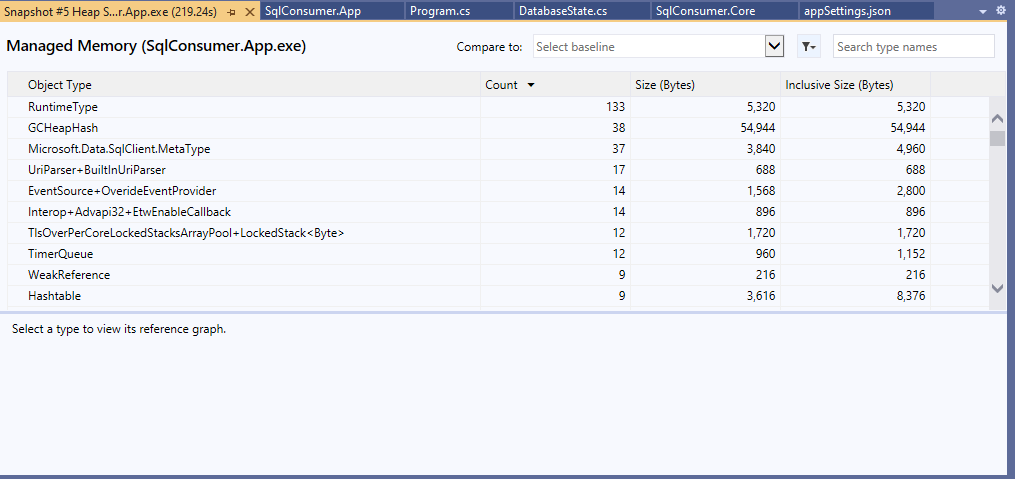 Snapshot #5 Heap S...r.App.exe (219.24s) SqlConsumer.App Program.cs DatabaseState.cs SqlConsumer.Core appSettings.json
Managed Memory (SqlConsumer.App.exe) Compare to: Select baseline Search type names
Object Type Count Size (Bytes) Inclusive Size (Bytes)
RuntimeType 133 5,320 5,320
GCHeapHash 38 54,944 54,944
Microsoft.Data.SqlClient.MetaType 37 3,840 4,960
UriParser+BuiltInUriParser 17 688 688
EventSource+OverideEventProvider 14 1,568 2,800
Interop+Advapi32+EtwEnableCallback 14 896 896
TlsOverPerCoreLockedStacksArrayPool+LockedStack<Byte> 12 1,720 1,720
TimerQueue 12 960 1,152
WeakReference 9 216 216
Hashtable 9 3,616 8,376
Select a type to view its reference graph.